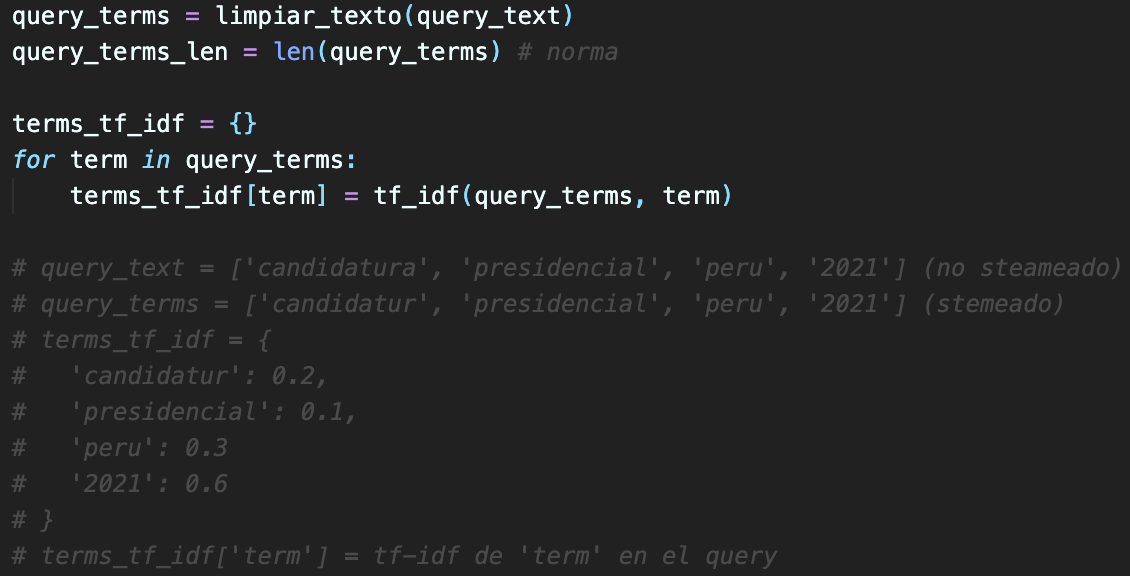 query_terms = limpiar_texto(query_text)
query_terms_len = len(query_terms) # norma
terms_tf_idf = {}
for term in query_terms:
    terms_tf_idf[term] = tf_idf(query_terms, term)
# query_text = ['candidatura', 'presidencial', 'peru', '2021'] (no steameado)
# query_terms = ['candidatur', 'presidencial', 'peru', '2021'] (stemeado)
# terms_tf_idf = {
#   'candidatur': 0.2,
#   'presidencial': 0.1,
#   'peru': 0.3
#   '2021': 0.6
# }
# terms_tf_idf['term'] = tf-idf de 'term' en el query